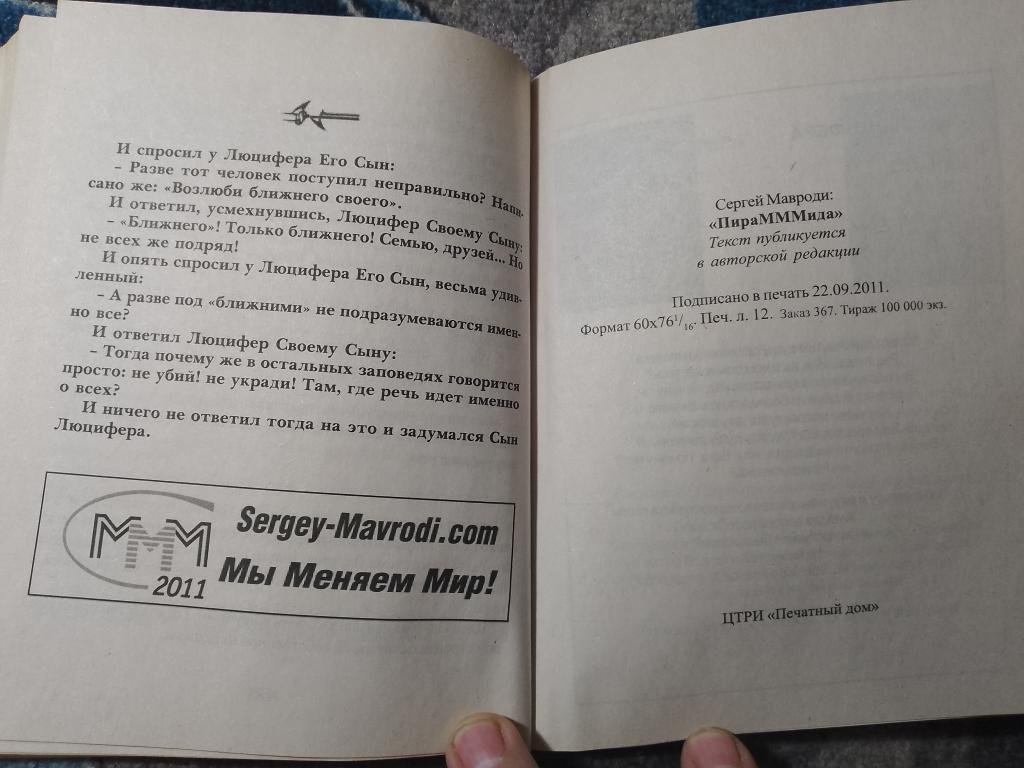 И спросил у Люцифера Его Сын:
– Разве тот человек поступил неправильно? Напи-
сано же: «Возлюби ближнего своего».
И ответил, усмехнувшись, Люцифер Своему Сыну:
– «Ближнего»! Только ближнего! Семью, друзей... Но
не всех же подряд!
И опять спросил у Люцифера Его Сын, весьма удив-
ленный:
– А разве под «ближними» не подразумеваются имен-
но все?
И ответил Люцифер Своему Сыну:
– Тогда почему же в остальных заповедях говорится
просто: не убий! не укради! Там, где речь идет именно
о всех?
И ничего не ответил тогда на это и задумался Сын
Люцифера.
МММ
2011
Sergey-Mavrodi.com
Мы Меняем Мир!
Сергей Мавроди:
«ПираМММида»
Текст публикуется
в авторской редакции
Подписано в печать 22.09.2011.
Формат 60х76¹/₁₆. Печ. л. 12. Заказ 367. Тираж 100 000 экз.
ЦТРИ «Печатный дом»